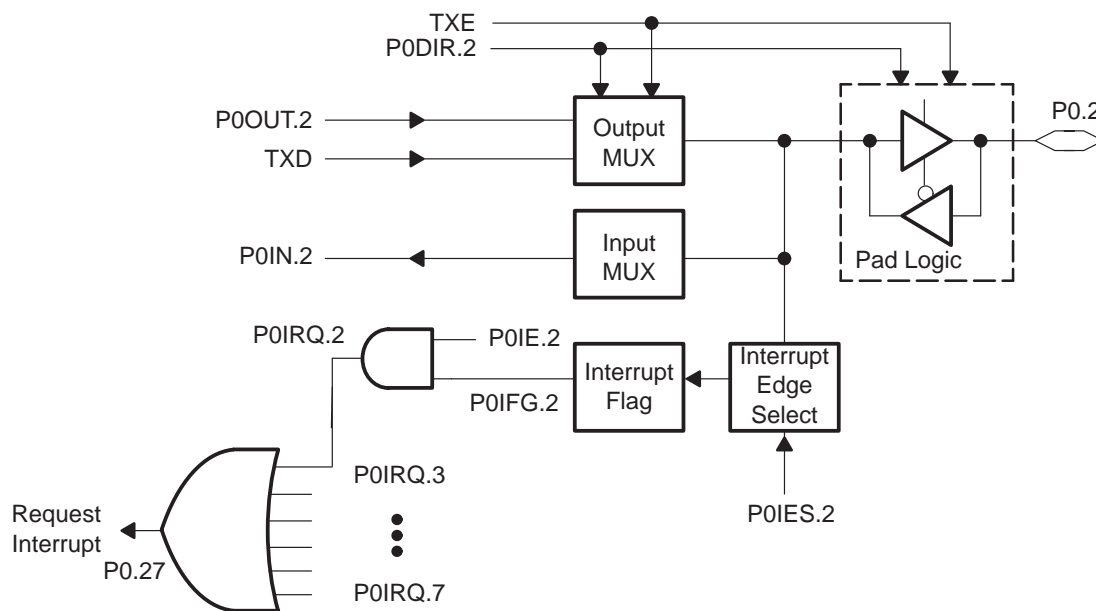 TXE
P0DIR.2
P0OUT.2
TXD
Output
MUX
P0.2
Pad Logic
P0IN.2
Input
MUX
P0IRQ.2
P0IE.2
P0IFG.2
Interrupt
Flag
Interrupt
Edge
Select
P0IES.2
P0IRQ.3
Request
Interrupt
P0.27
P0IRQ.7